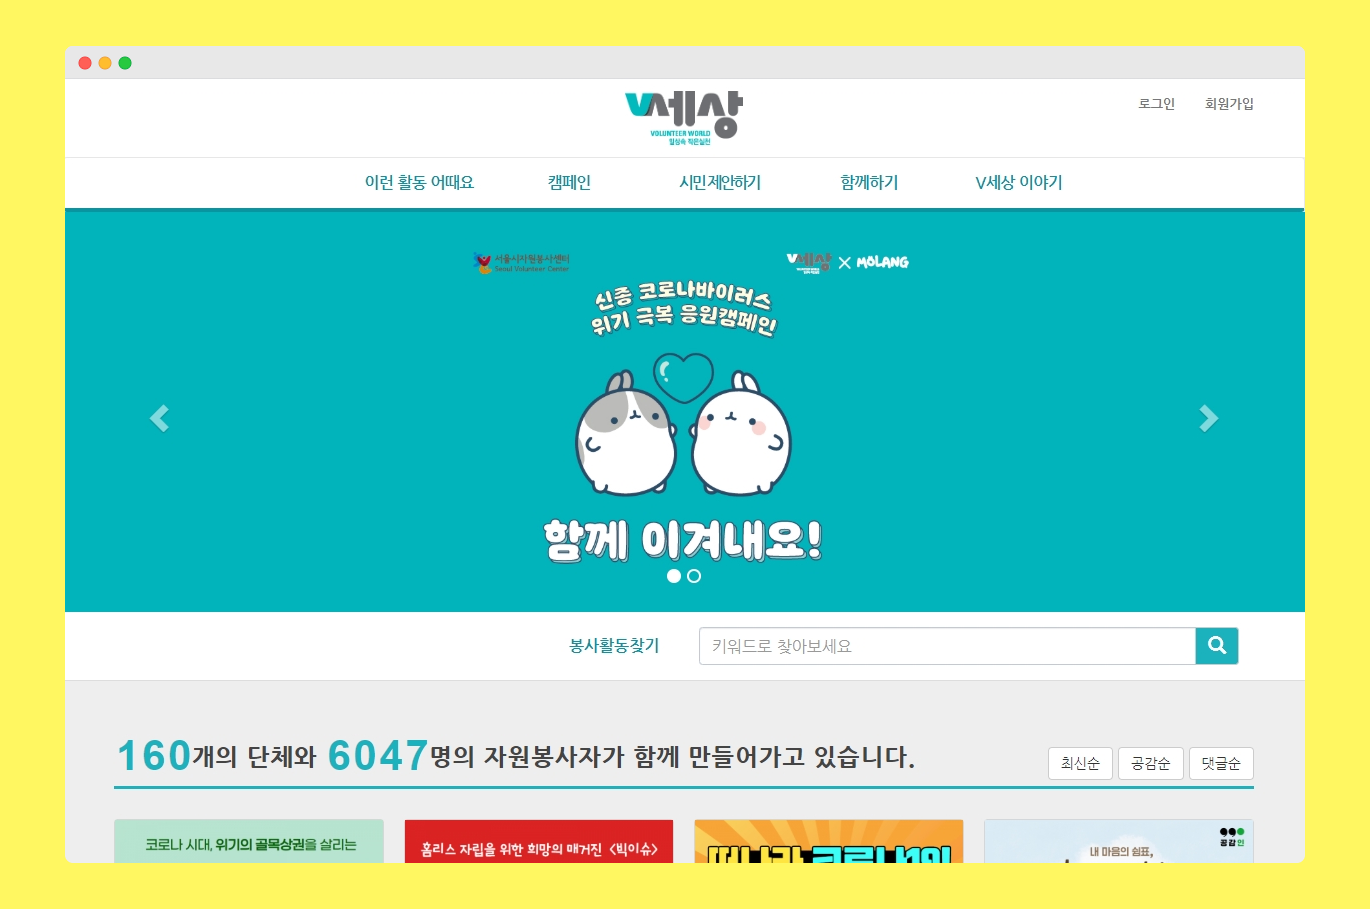 V세상
VOLUNTEER WORLD
일상속 작은실천
로그인 회원가입
이런 활동 어때요 캠페인 시민제안하기 함께하기 V세상 이야기
서울시자원봉사센터
Seoul Volunteer Center
V세상 X MOLANG
신종 코로나바이러스
위기 극복 응원캠페인
함께 이겨내요!
봉사활동찾기 키워드로 찾아보세요
160개의 단체와 6047명의 자원봉사자가 함께 만들어가고 있습니다.
최신순 공감순 댓글순
코로나 시대, 위기의 골목상권을 살리는
홈리스 자립을 위한 희망의 매거진 <빅이슈>
공감인
내 마음의 쉼표,